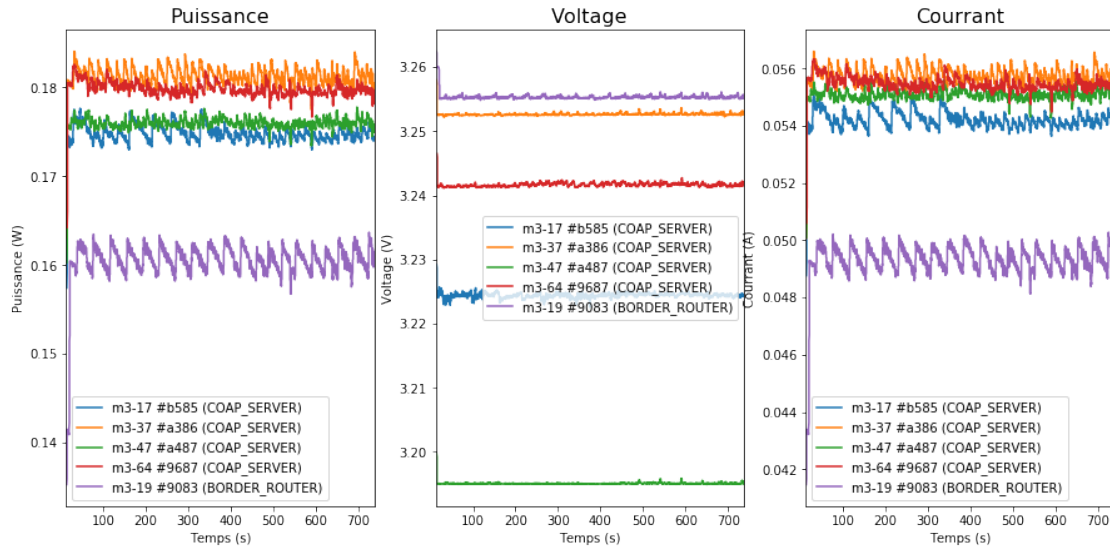 Puissance
Puissance (W)
0.18
0.17
0.16
0.15
0.14
m3-17 #b585 (COAP_SERVER)
m3-37 #a386 (COAP_SERVER)
m3-47 #a487 (COAP_SERVER)
m3-64 #9687 (COAP_SERVER)
m3-19 #9083 (BORDER_ROUTER)
100 200 300 400 500 600 700
Temps (s)
Voltage
Voltage (V)
3.26
3.25
3.24
3.23
3.22
3.21
3.20
m3-17 #b585 (COAP_SERVER)
m3-37 #a386 (COAP_SERVER)
m3-47 #a487 (COAP_SERVER)
m3-64 #9687 (COAP_SERVER)
m3-19 #9083 (BORDER_ROUTER)
100 200 300 400 500 600 700
Temps (s)
Courrant
Courrant (A)
0.056
0.054
0.052
0.050
0.048
0.046
0.044
0.042
m3-17 #b585 (COAP_SERVER)
m3-37 #a386 (COAP_SERVER)
m3-47 #a487 (COAP_SERVER)
m3-64 #9687 (COAP_SERVER)
m3-19 #9083 (BORDER_ROUTER)
100 200 300 400 500 600 700
Temps (s)